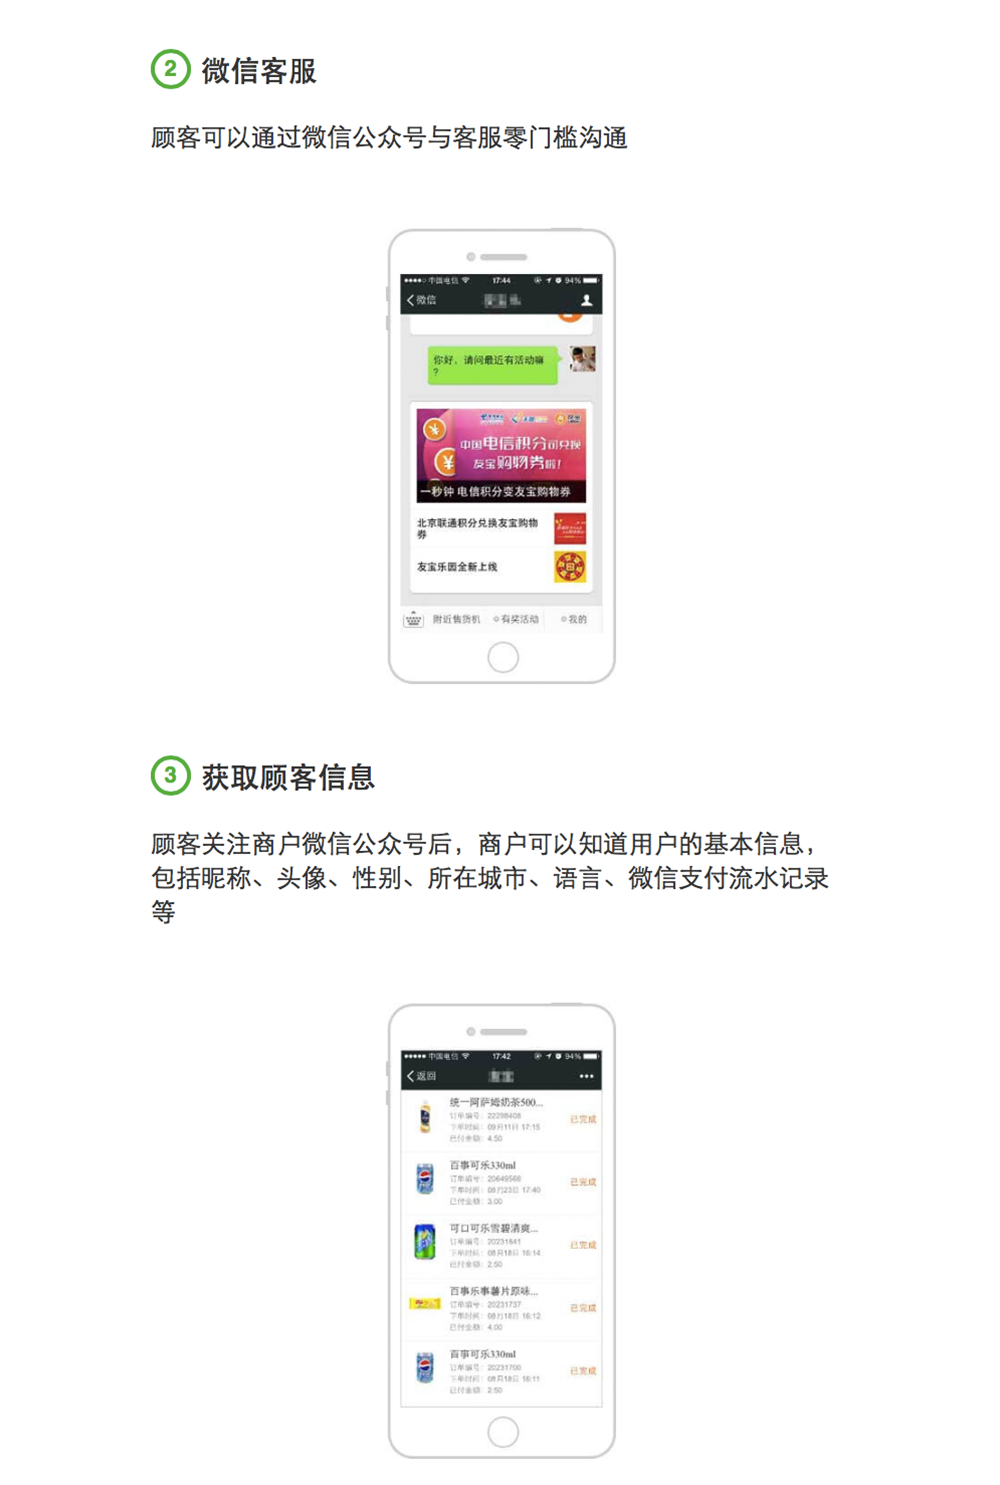 2 微信客服
顾客可以通过微信公众号与客服零门槛沟通
中国电信 17:44 94%
微信
你好，请问最近有活动嘛
？
中国电信积分可兑换
友宝购物券啦！
一秒钟 电信积分变友宝购物券
北京联通积分兑换友宝购物
券
友宝乐园全新上线
附近售货机 有奖活动 我的
3 获取顾客信息
顾客关注商户微信公众号后，商户可以知道用户的基本信息，
包括昵称、头像、性别、所在城市、语言、微信支付流水记录
等
中国电信 17:42 94%
返回
统一阿萨姆奶茶500...
订单编号：22298408
下单时间：09月11日 17:15
已付金额：4.50
已完成
百事可乐330ml
订单编号：20649568
下单时间：08月23日 17:40
已付金额：3.00
已完成
可口可乐雪碧清爽...
订单编号：20231841
下单时间：08月18日 16:14
已付金额：2.50
已完成
百事乐事薯片原味...
订单编号：20231737
下单时间：08月18日 16:12
已付金额：4.00
已完成
百事可乐330ml
订单编号：20231700
下单时间：08月18日 16:11
已付金额：2.50
已完成